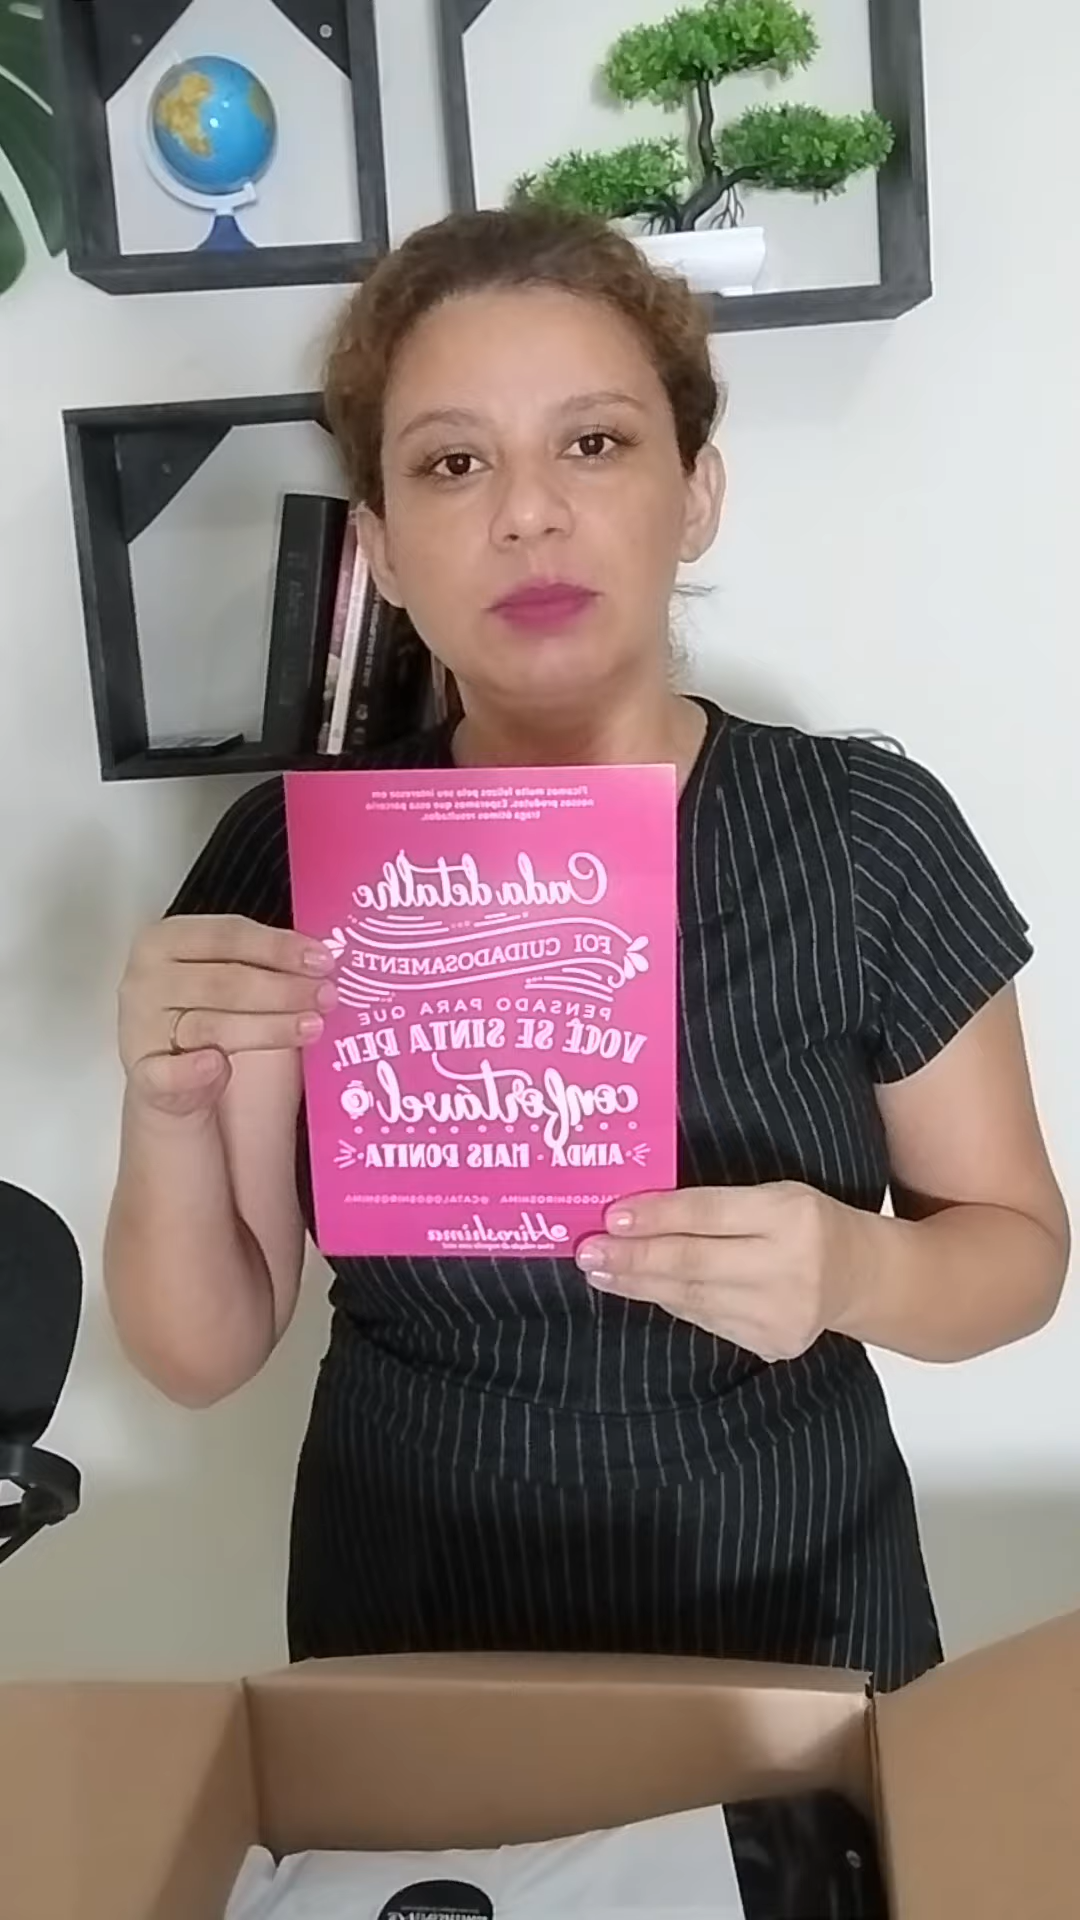 Ficamos muito felizes pelo seu interesse em
nossos produtos. Esperamos que essa parceria
traga ótimos resultados.
Cada detalhe
FOI CUIDADOSAMENTE
PENSADO PARA QUE
VOCÊ SE SINTA BEM,
confortável e
AINDA · MAIS BONITA
TALOGOSHIROSHIMA @CATALOGOSHIROSHIMA
Hiroshima